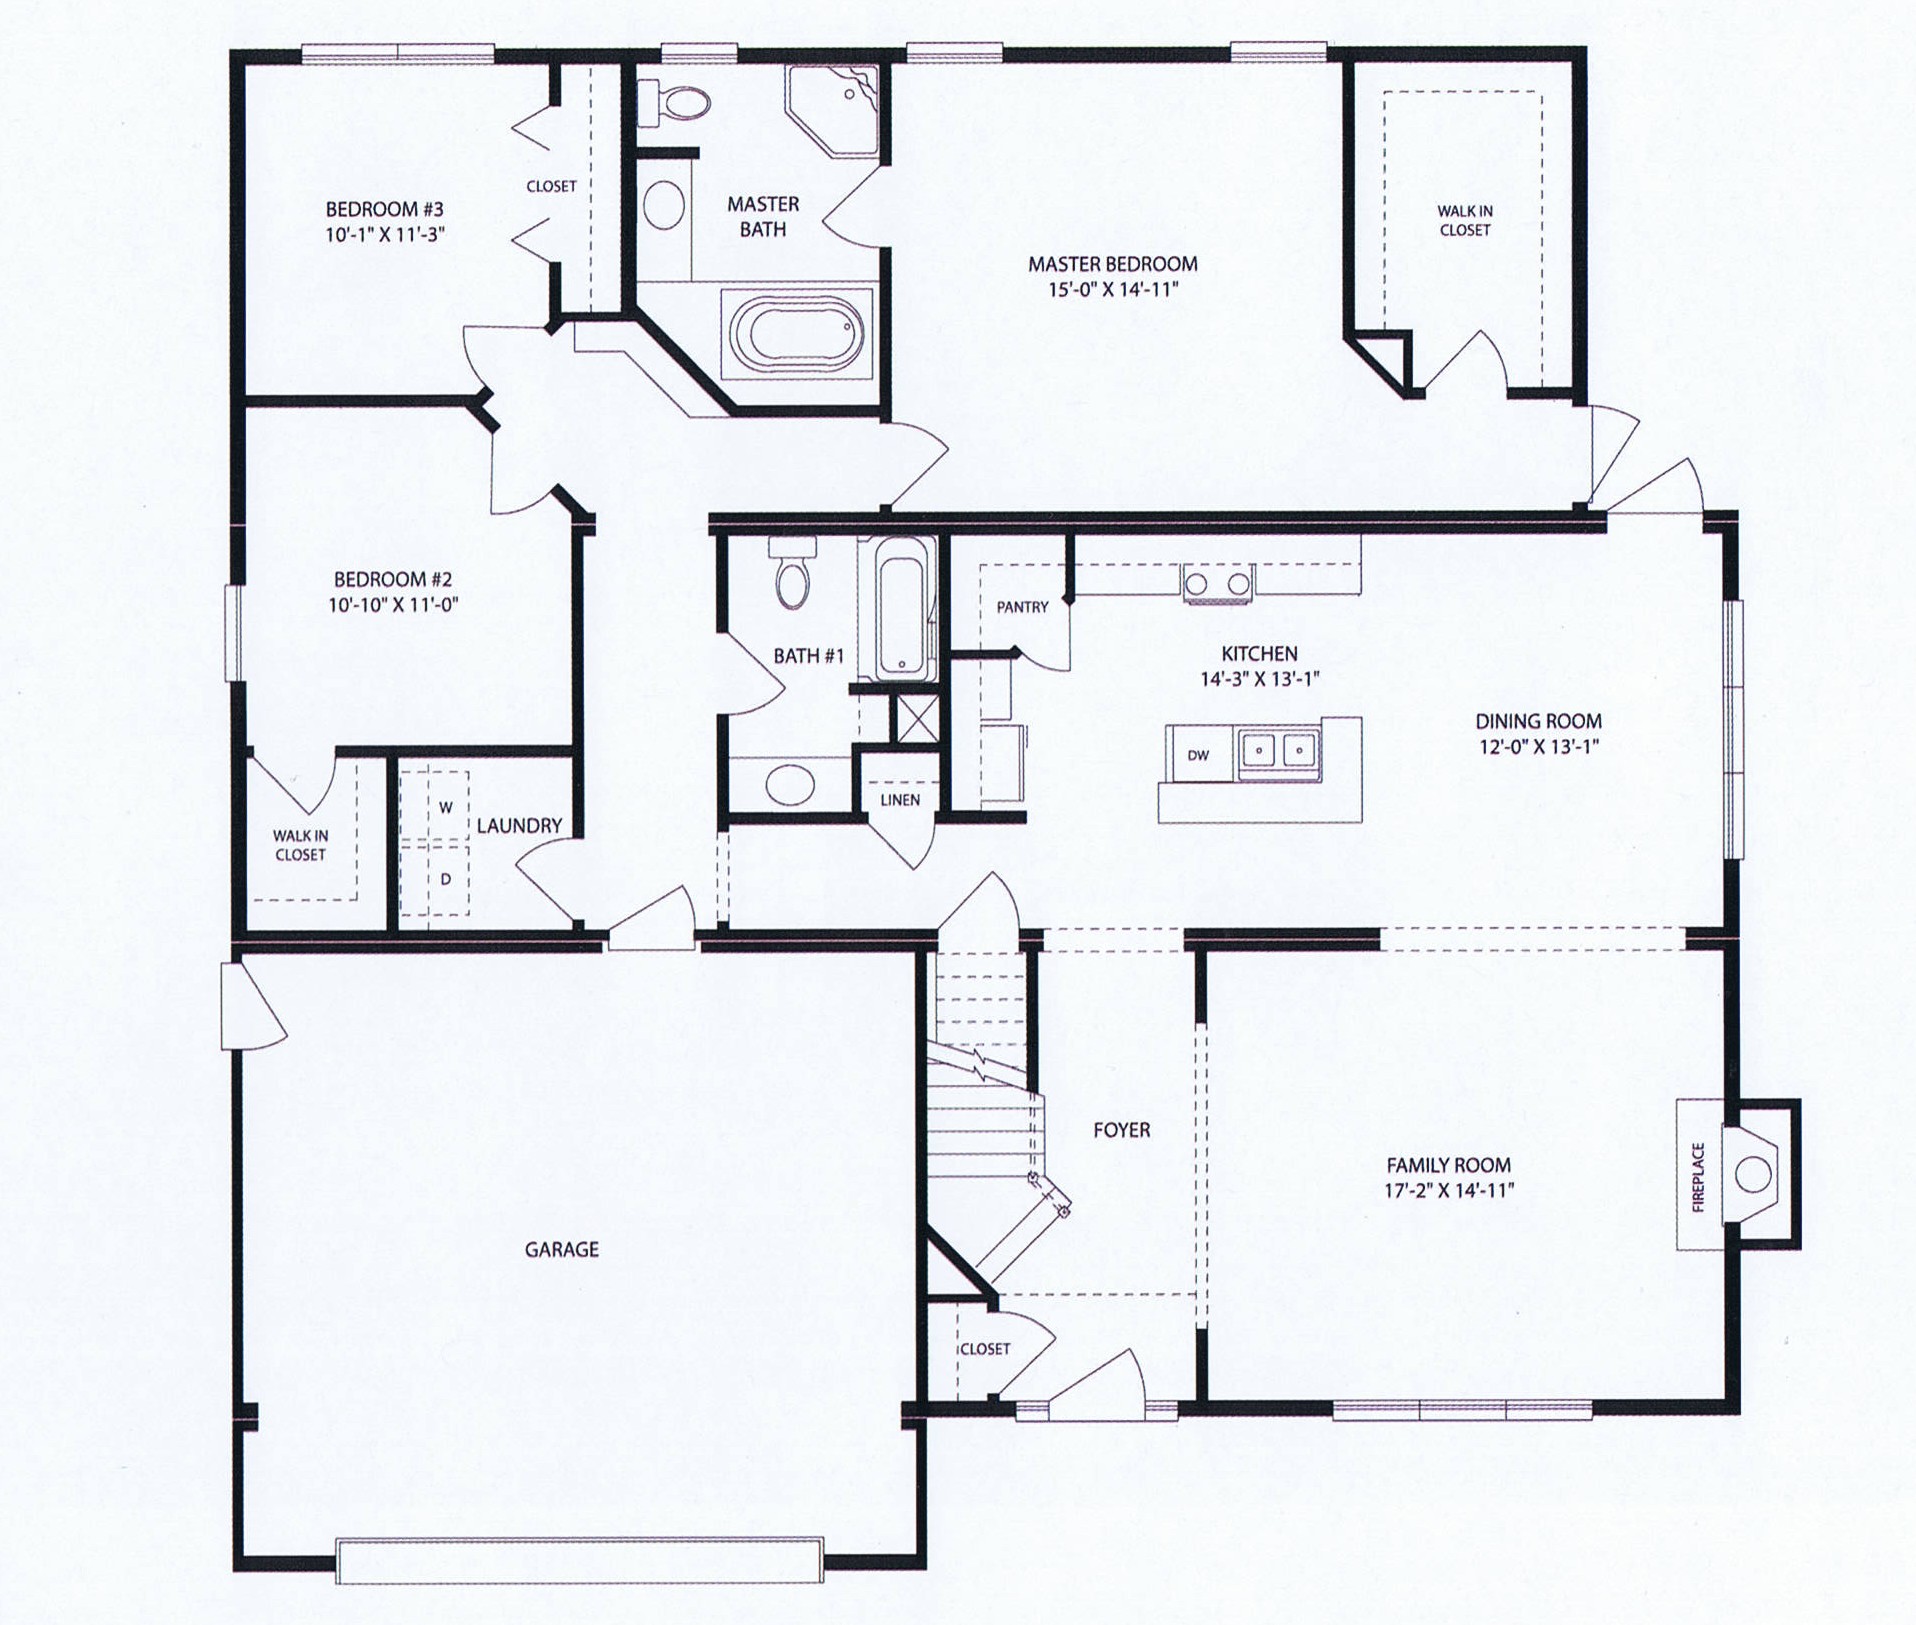 BEDROOM #3
10'-1" X 11'-3"
CLOSET
MASTER
BATH
MASTER BEDROOM
15'-0" X 14'-11"
WALK IN
CLOSET
BEDROOM #2
10'-10" X 11'-0"
BATH #1
PANTRY
KITCHEN
14'-3" X 13'-1"
DINING ROOM
12'-0" X 13'-1"
DW
LINEN
WALK IN
CLOSET
W
LAUNDRY
D
FOYER
FAMILY ROOM
17'-2" X 14'-11"
FIREPLACE
GARAGE
CLOSET